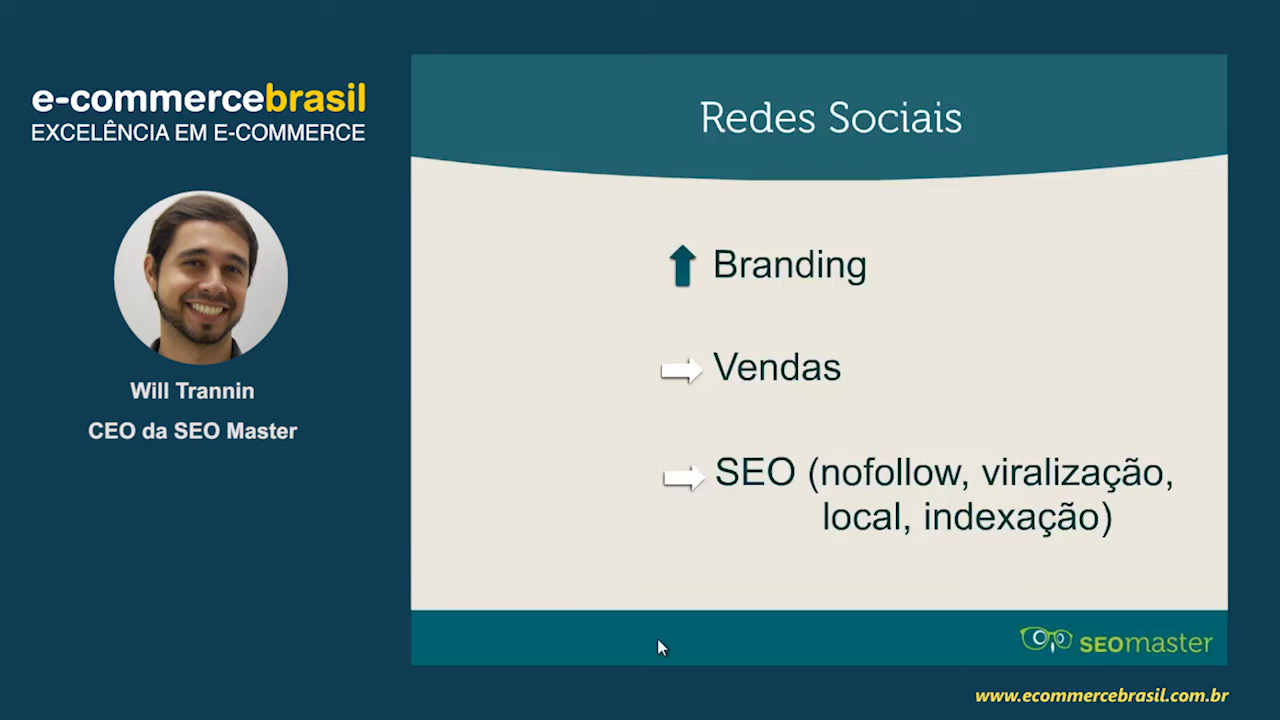 e-commercebrasil
EXCELÊNCIA EM E-COMMERCE
Will Trannin
CEO da SEO Master
Redes Sociais
Branding
Vendas
SEO (nofollow, viralização,
local, indexação)
SEOmaster
www.ecommercebrasil.com.br